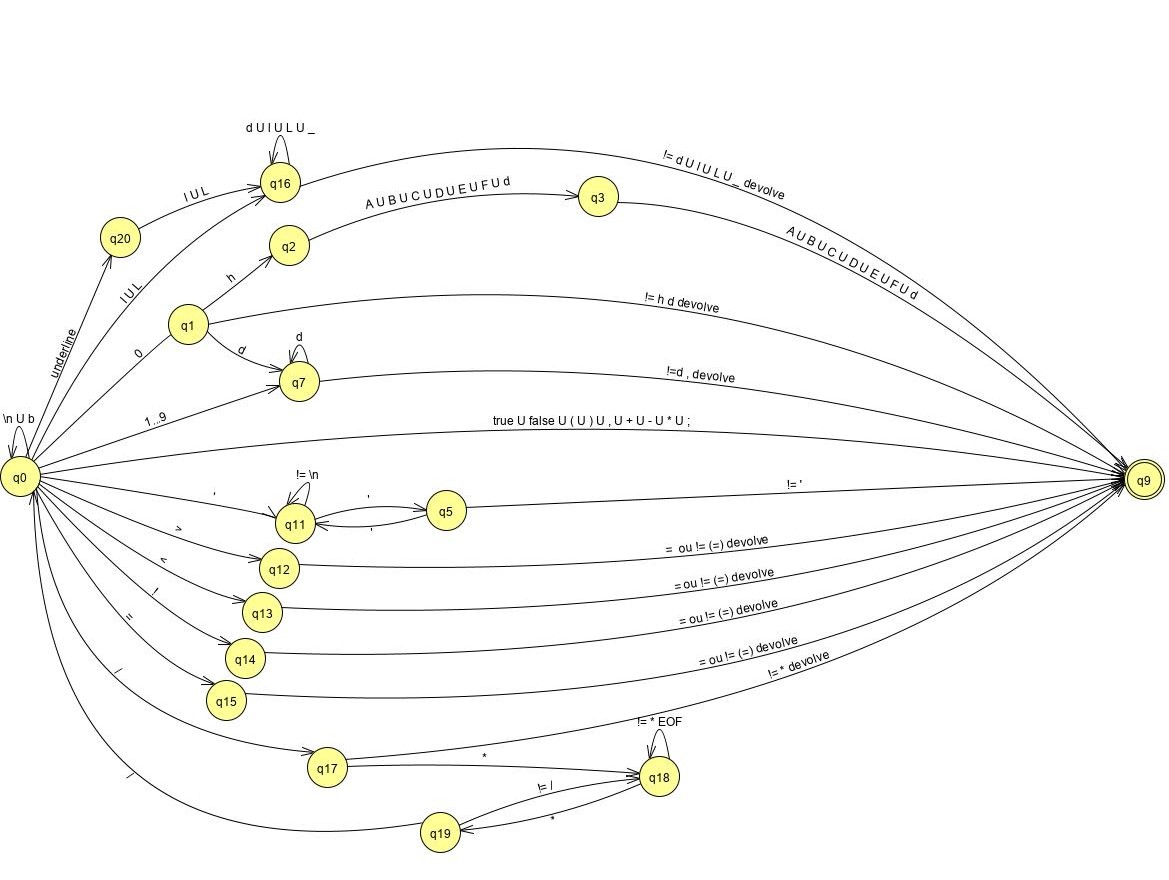 d U l U L U _
!= d U l U L U _ devolve
q16
l U L
A U B U C U D U E U F U d
q3
q20
q2
A U B U C U D U E U F U d
h
l U L
!= h d devolve
q1
underline
0
d
d
q7
!=d , devolve
1...9
\n U b
true U false U ( U ) U , U + U - U * U ;
q0
!= \n
q9
'
'
!= '
q5
q11
'
>
= ou != (=) devolve
q12
<
= ou != (=) devolve
q13
!
= ou != (=) devolve
=
q14
= ou != (=) devolve
/
!= * devolve
q15
!= * EOF
*
q17
q18
/
!= /
*
q19